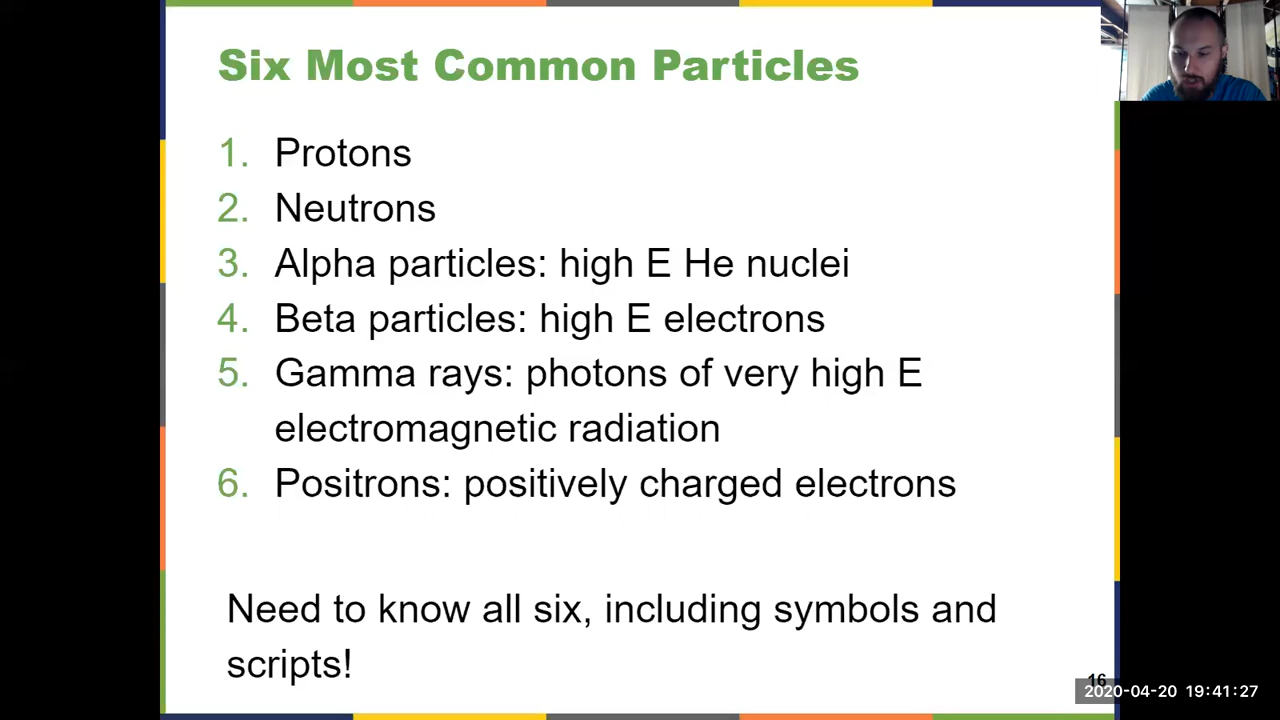 Six Most Common Particles
1. Protons
2. Neutrons
3. Alpha particles: high E He nuclei
4. Beta particles: high E electrons
5. Gamma rays: photons of very high E
electromagnetic radiation
6. Positrons: positively charged electrons
Need to know all six, including symbols and
scripts!
16
2020-04-20 19:41:27